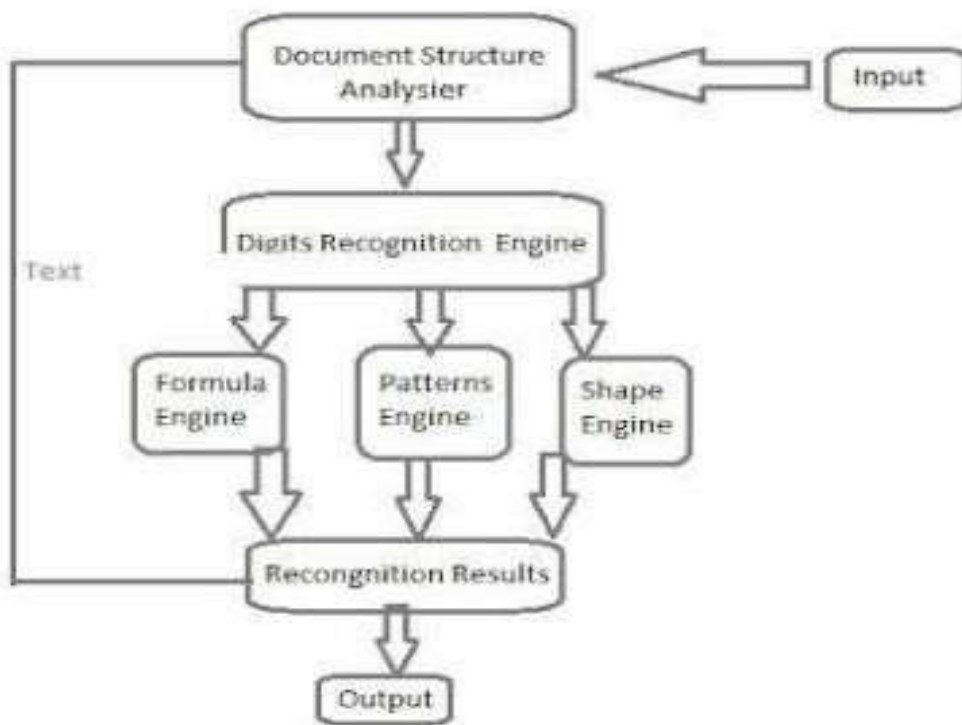 Document Structure
Analysier
Input
Digits Recognition Engine
Text
Formula
Engine
Patterns
Engine
Shape
Engine
Recongnition Results
Output